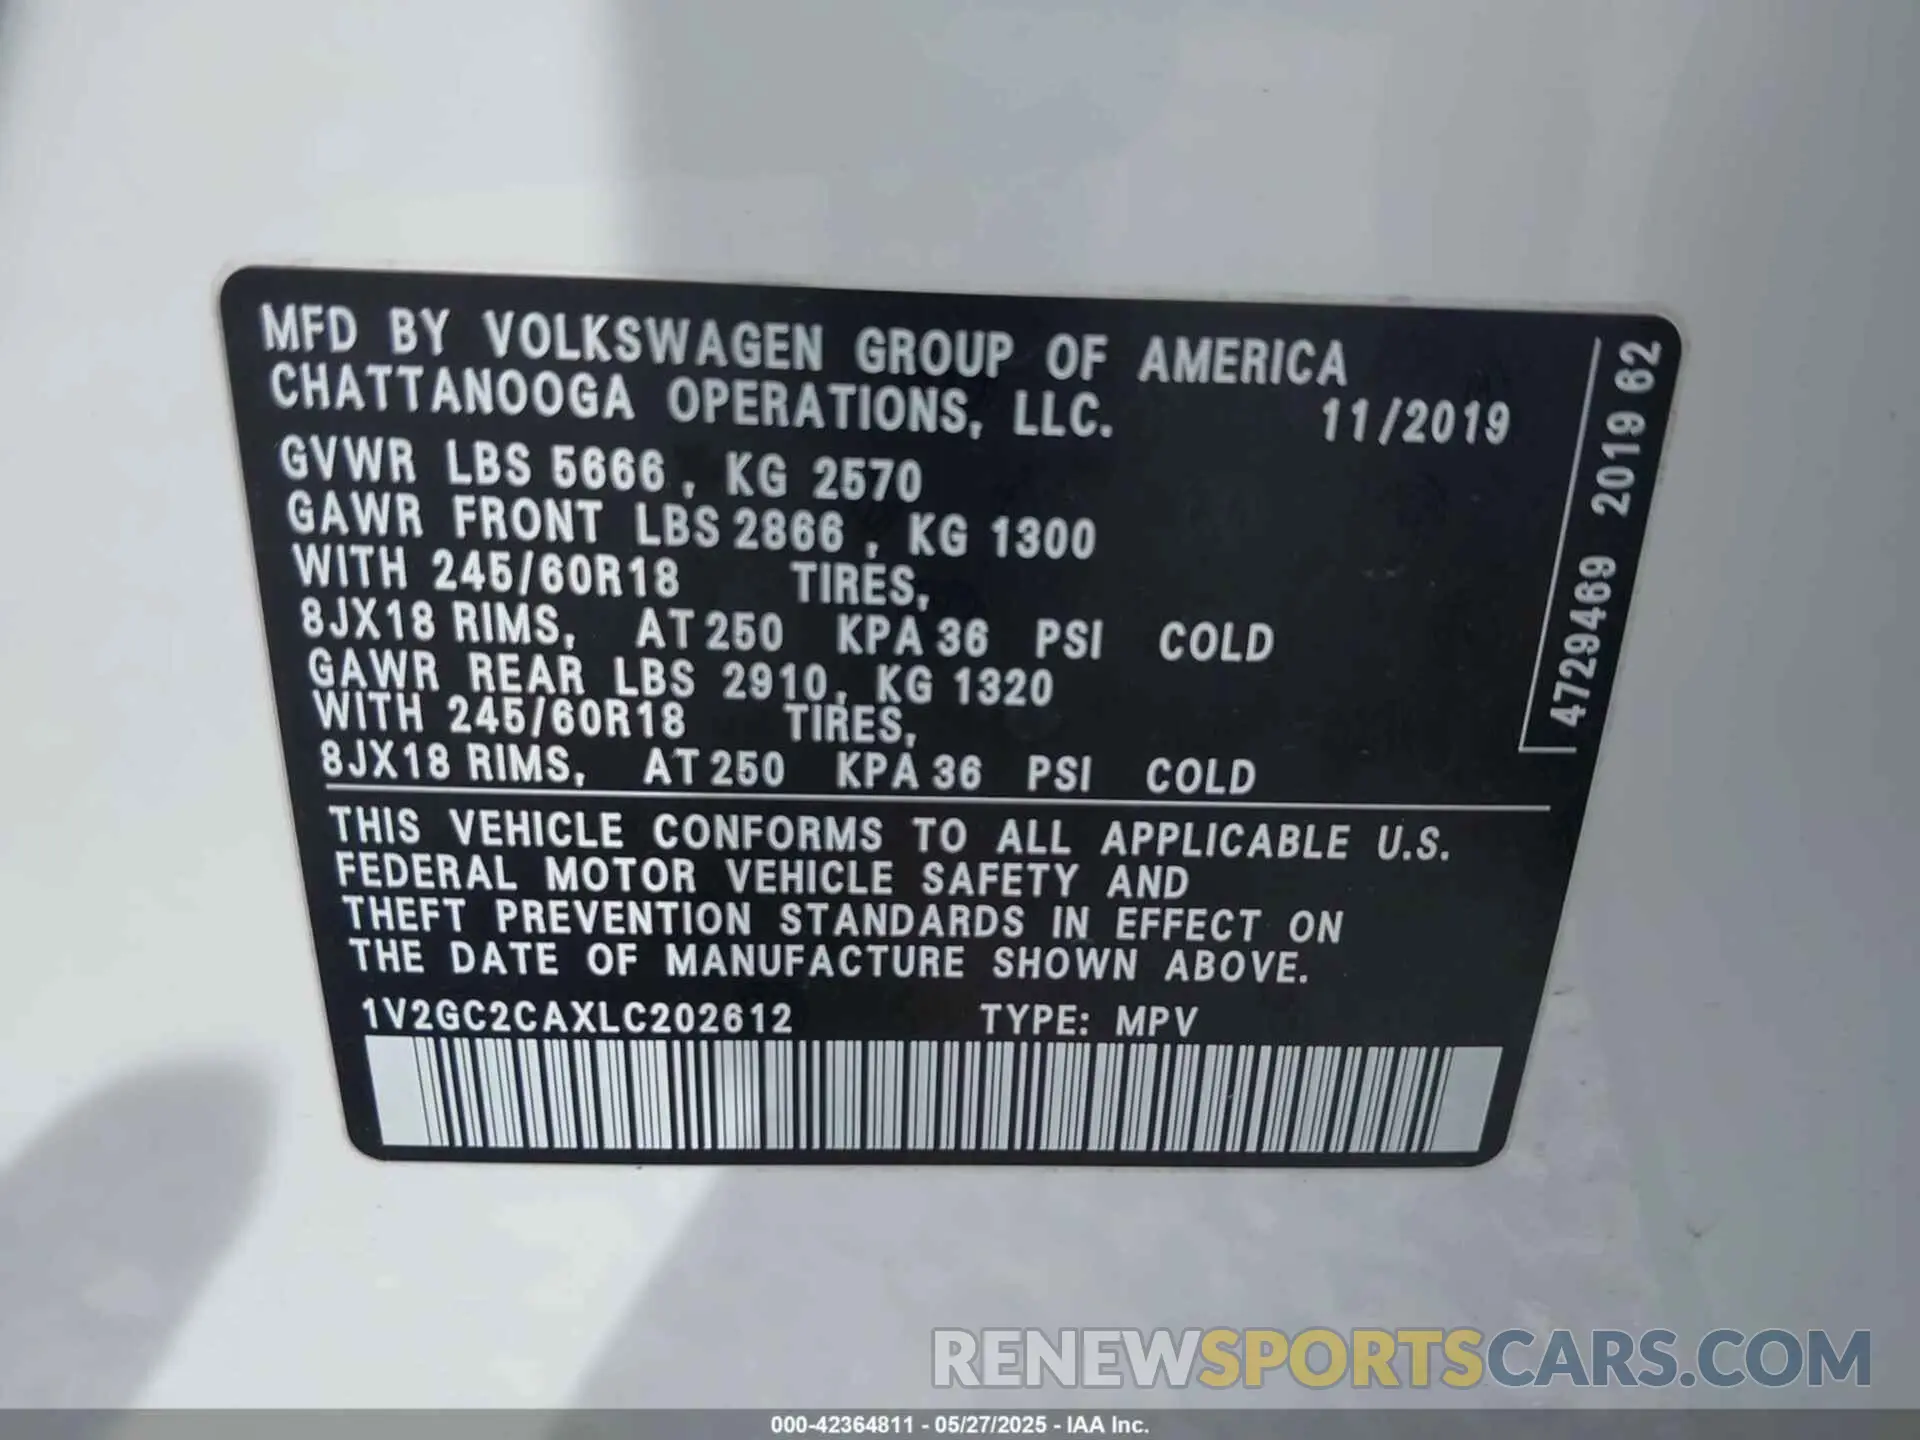 MFD BY VOLKSWAGEN GROUP OF AMERICA
CHATTANOOGA OPERATIONS, LLC. 11/2019
GVWR LBS 5666, KG 2570
GAWR FRONT LBS 2866, KG 1300
WITH 245/60R18 TIRES,
8JX18 RIMS, AT 250 KPA 36 PSI COLD
GAWR REAR LBS 2910, KG 1320
WITH 245/60R18 TIRES,
8JX18 RIMS, AT 250 KPA 36 PSI COLD
THIS VEHICLE CONFORMS TO ALL APPLICABLE U.S.
FEDERAL MOTOR VEHICLE SAFETY AND
THEFT PREVENTION STANDARDS IN EFFECT ON
THE DATE OF MANUFACTURE SHOWN ABOVE.
1V2GC2CAXLC202612 TYPE: MPV
4729469 2019 62
RENEWSPORTSCARS.COM
000-42364811 - 05/27/2025 - IAA Inc.